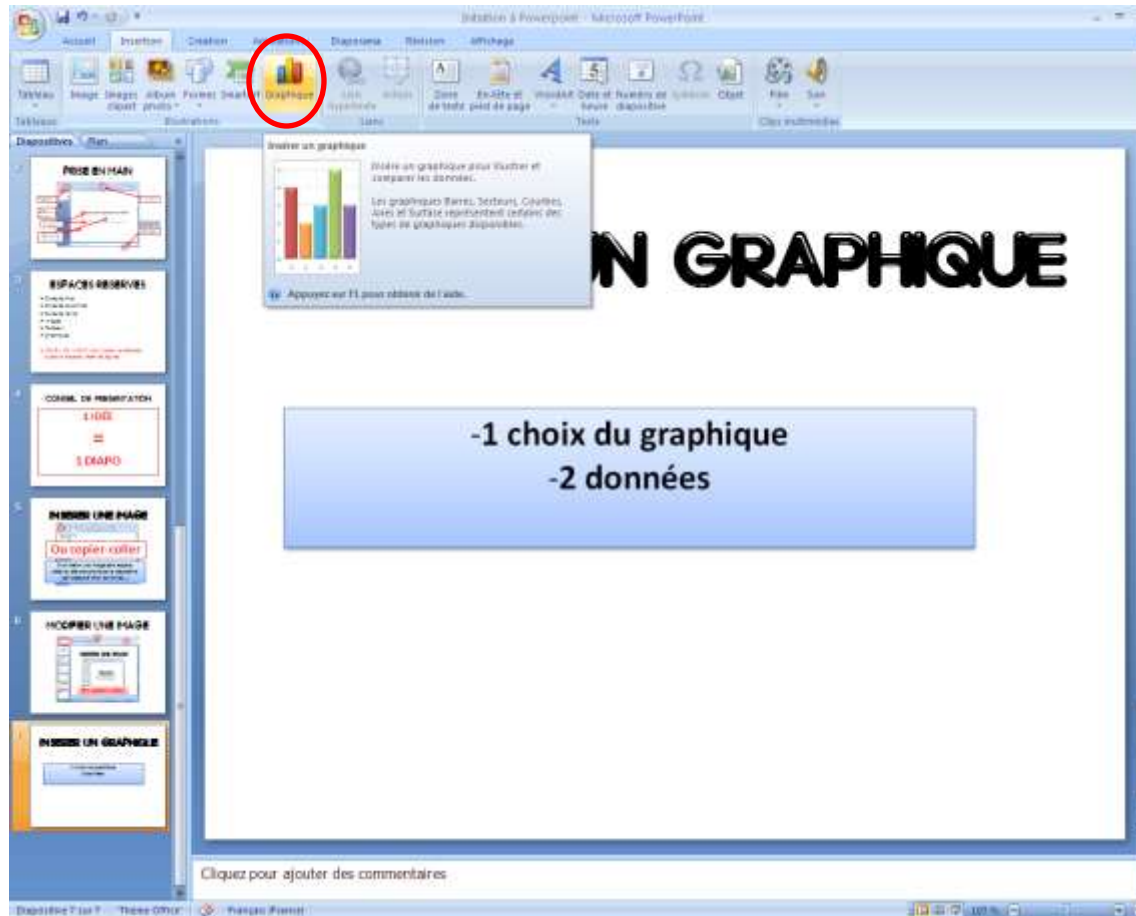 Initiation à Powerpoint - Microsoft PowerPoint
Accueil Insertion Création Diaporama Révision Affichage
Tableau Image Images clipart Album photos Formes SmartArt Graphique Lien hypertexte Action Zone de texte En-tête et pied de page WordArt Date et heure Numéro de diapositive Symbole Objet Film Son
Tableaux Illustrations Liens Texte Clips multimédias
Diapositives Plan
PRISE EN MAIN
ESPACES RESERVES
CONSEIL DE PRESENTATION
1 IDÉE
=
1 DIAPO
INSERER UNE IMAGE
Ou copier-coller
MODIFIER UNE IMAGE
INSERER UN GRAPHIQUE
Insérer un graphique
Insère un graphique pour illustrer et
comparer les données.
Les graphiques Barres, Secteurs, Courbes,
Aires et Surface représentent certains des
types de graphiques disponibles.
Appuyez sur F1 pour obtenir de l'aide.
N GRAPHIQUE
-1 choix du graphique
-2 données
Cliquez pour ajouter des commentaires
Diapositive 7 sur 7 "Thème Office" Français (France)